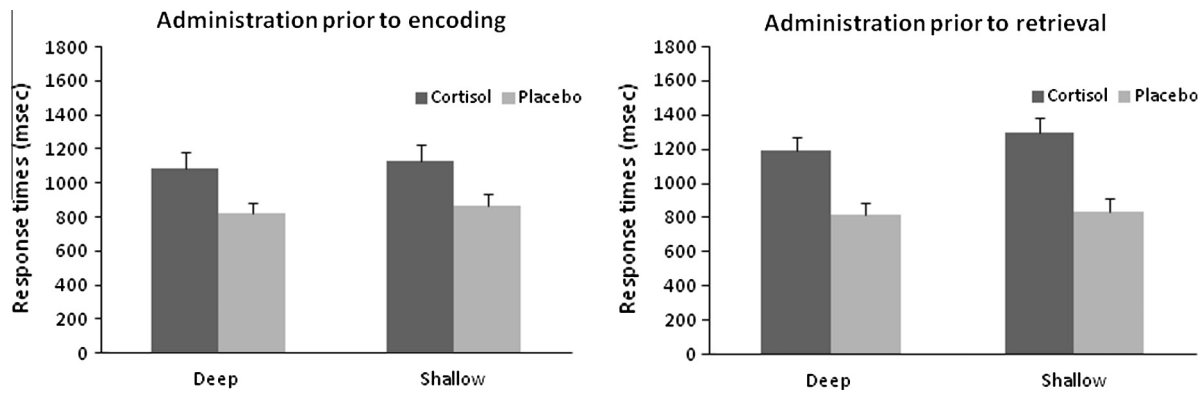 Administration prior to encoding
Response times (msec)
1800
1600
1400
1200
1000
800
600
400
200
0
Cortisol Placebo
Deep Shallow
Administration prior to retrieval
Response times (msec)
1800
1600
1400
1200
1000
800
600
400
200
0
Cortisol Placebo
Deep Shallow